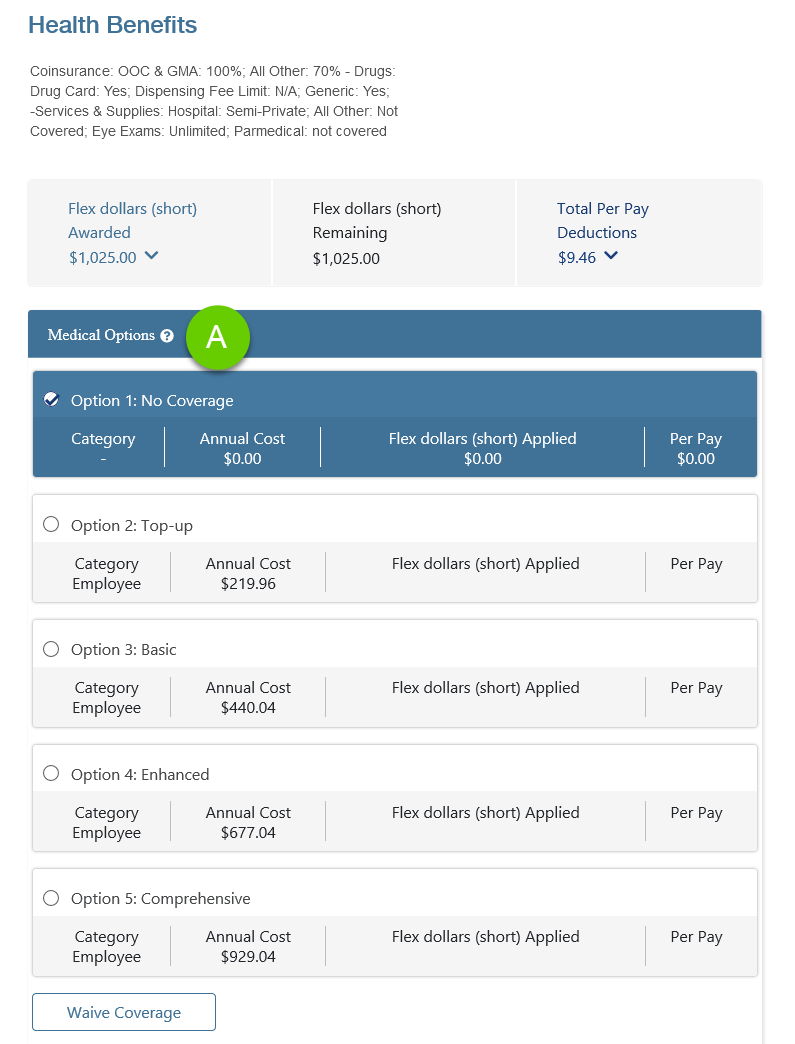 Health Benefits
Coinsurance: OOC & GMA: 100%; All Other: 70% - Drugs:
Drug Card: Yes; Dispensing Fee Limit: N/A; Generic: Yes;
-Services & Supplies: Hospital: Semi-Private; All Other: Not
Covered; Eye Exams: Unlimited; Parmedical: not covered
Flex dollars (short)
Awarded
$1,025.00
Flex dollars (short)
Remaining
$1,025.00
Total Per Pay
Deductions
$9.46
Medical Options ?
A
Option 1: No Coverage
Category Annual Cost Flex dollars (short) Applied Per Pay
- $0.00 $0.00 $0.00
Option 2: Top-up
Category Annual Cost Flex dollars (short) Applied Per Pay
Employee $219.96
Option 3: Basic
Category Annual Cost Flex dollars (short) Applied Per Pay
Employee $440.04
Option 4: Enhanced
Category Annual Cost Flex dollars (short) Applied Per Pay
Employee $677.04
Option 5: Comprehensive
Category Annual Cost Flex dollars (short) Applied Per Pay
Employee $929.04
Waive Coverage